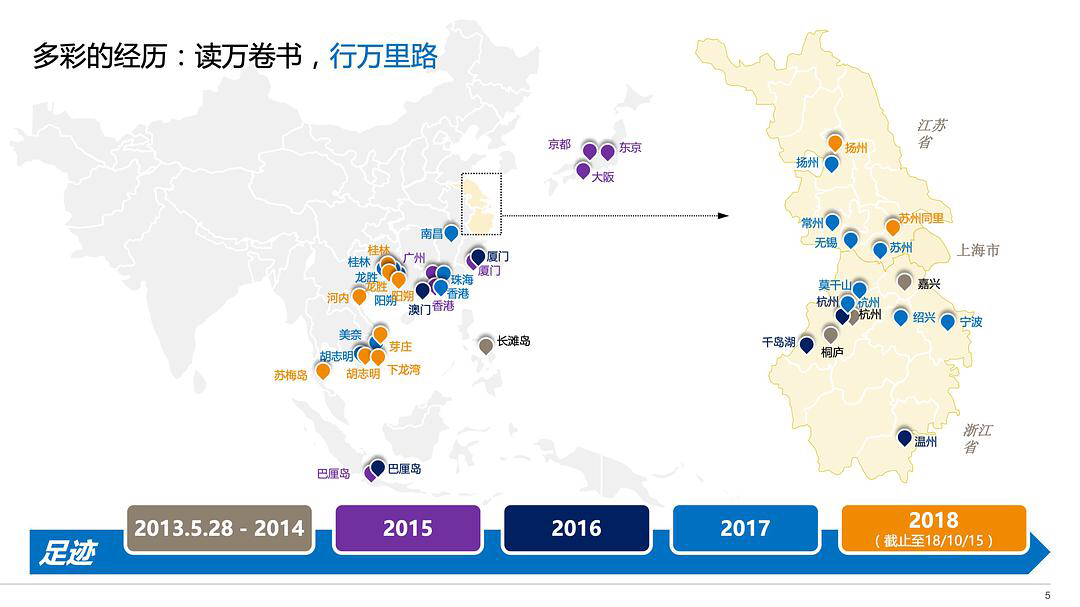 多彩的经历：读万卷书，行万里路
京都
东京
大阪
江苏
省
扬州
扬州
苏州同里
常州
无锡
苏州
上海市
南昌
桂林
广州
厦门
桂林
厦门
龙胜
珠海
龙胜
香港
河内
阳朔
阳朔
香港
澳门
嘉兴
莫干山
杭州
杭州
杭州
绍兴
宁波
千岛湖
桐庐
美奈
芽庄
长滩岛
胡志明
胡志明
下龙湾
苏梅岛
浙江
省
温州
巴厘岛
巴厘岛
足迹
2013.5.28 - 2014
2015
2016
2017
2018
（截止至18/10/15）
5